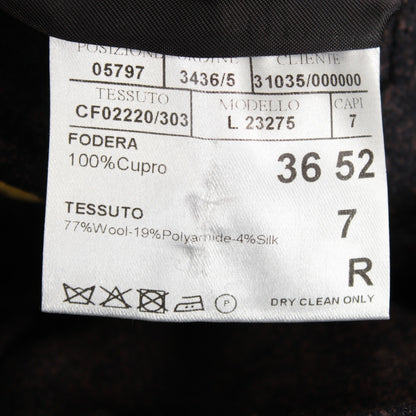 POSIZIONE ORDINE CLIENTE
05797 3436/5 31035/000000
TESSUTO MODELLO CAPI
CF02220/303 L. 23275 7
FODERA
100%Cupro
36 52
TESSUTO
77%Wool-19%Polyamide-4%Silk
7
R
P
DRY CLEAN ONLY